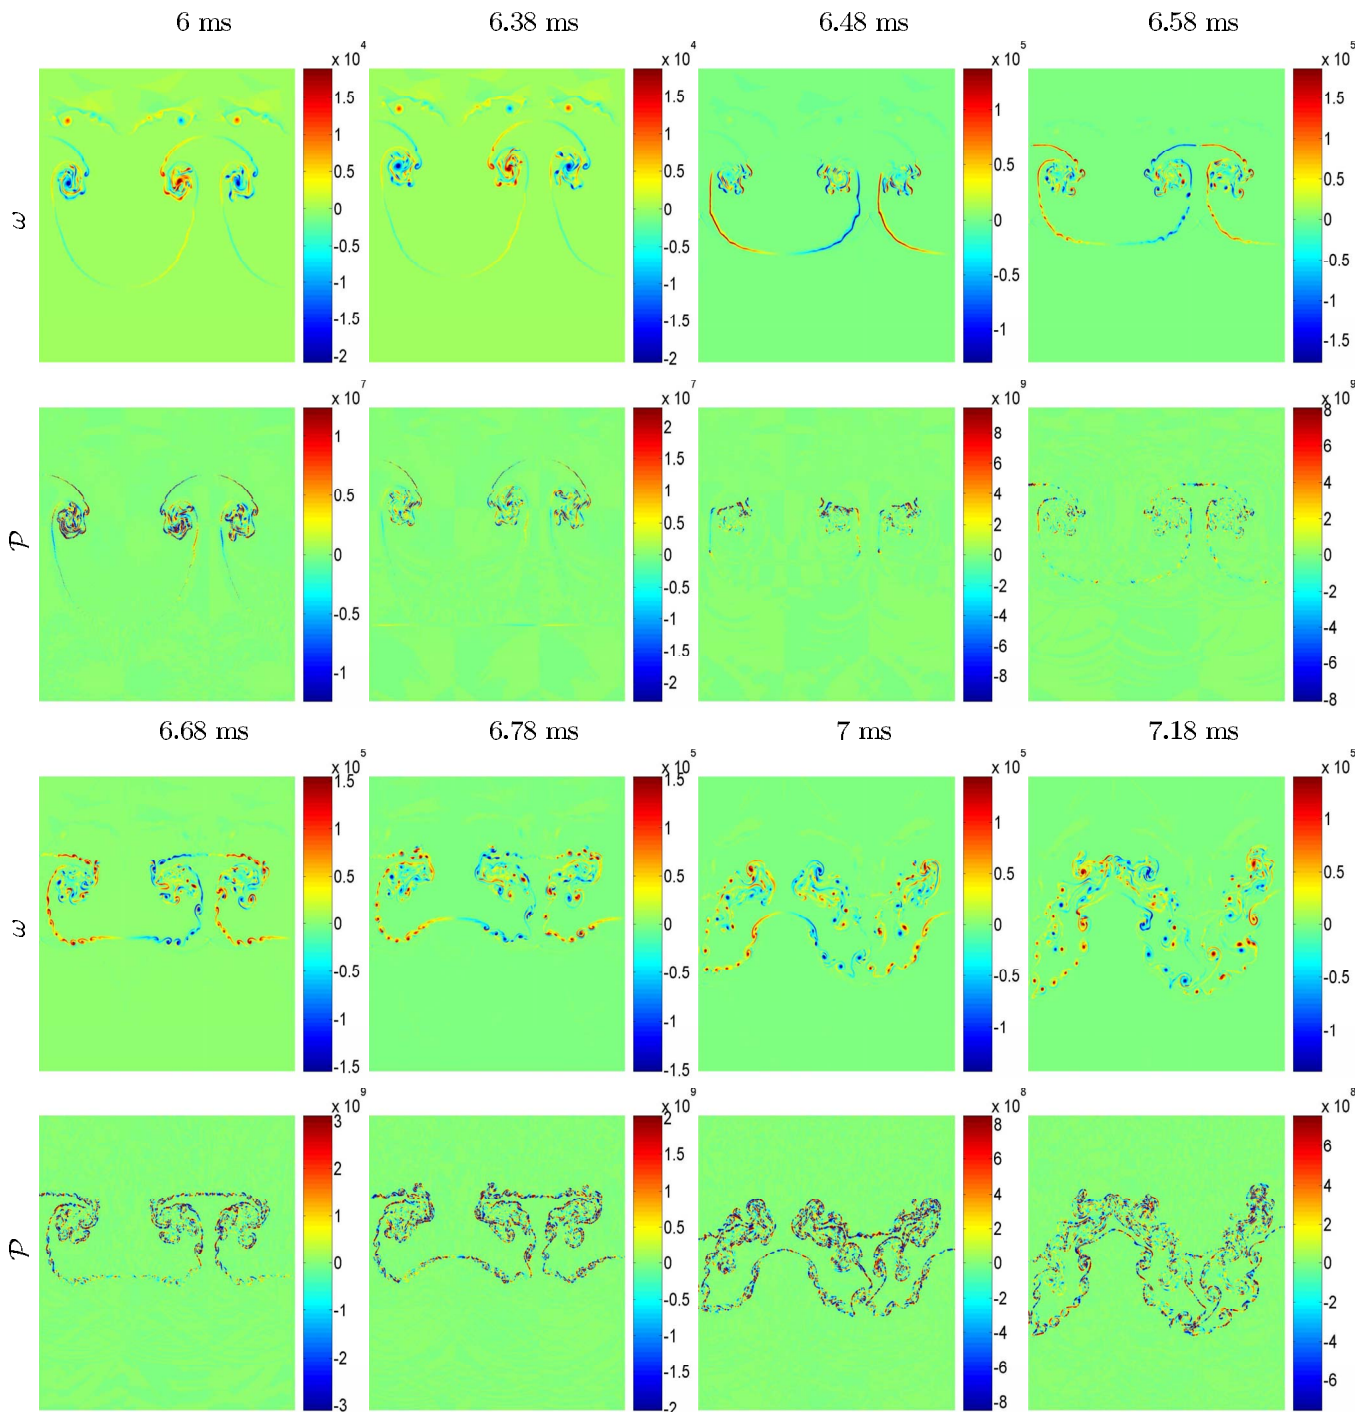 6 ms 6.38 ms 6.48 ms 6.58 ms
x 10^4 x 10^4 x 10^5 x 10^5
ω
1.5 1 0.5 0 -0.5 -1 -1.5 -2
1.5 1 0.5 0 -0.5 -1 -1.5 -2
1 0.5 0 -0.5 -1
1.5 1 0.5 0 -0.5 -1 -1.5
x 10^7 x 10^7 x 10^9 x 10^9
𝒫
1 0.5 0 -0.5 -1
2 1.5 1 0.5 0 -0.5 -1 -1.5 -2
8 6 4 2 0 -2 -4 -6 -8
8 6 4 2 0 -2 -4 -6 -8
6.68 ms 6.78 ms 7 ms 7.18 ms
x 10^5 x 10^5 x 10^5 x 10^5
ω
1.5 1 0.5 0 -0.5 -1 -1.5
1.5 1 0.5 0 -0.5 -1 -1.5
1 0.5 0 -0.5 -1
1 0.5 0 -0.5 -1
x 10^9 x 10^9 x 10^8 x 10^8
𝒫
3 2 1 0 -1 -2 -3
2 1.5 1 0.5 0 -0.5 -1 -1.5 -2
8 6 4 2 0 -2 -4 -6 -8
6 4 2 0 -2 -4 -6